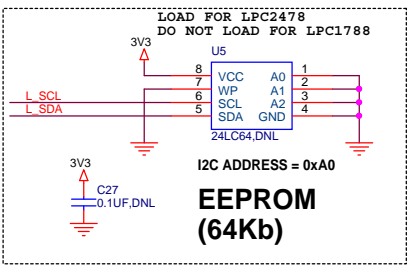 LOAD FOR LPC2478
DO NOT LOAD FOR LPC1788
3V3
U5
8 VCC A0 1
7 WP A1 2
6 SCL A2 3
5 SDA GND 4
L_SCL
L_SDA
24LC64,DNL
3V3
I2C ADDRESS = 0xA0
C27
0.1UF,DNL
EEPROM
(64Kb)